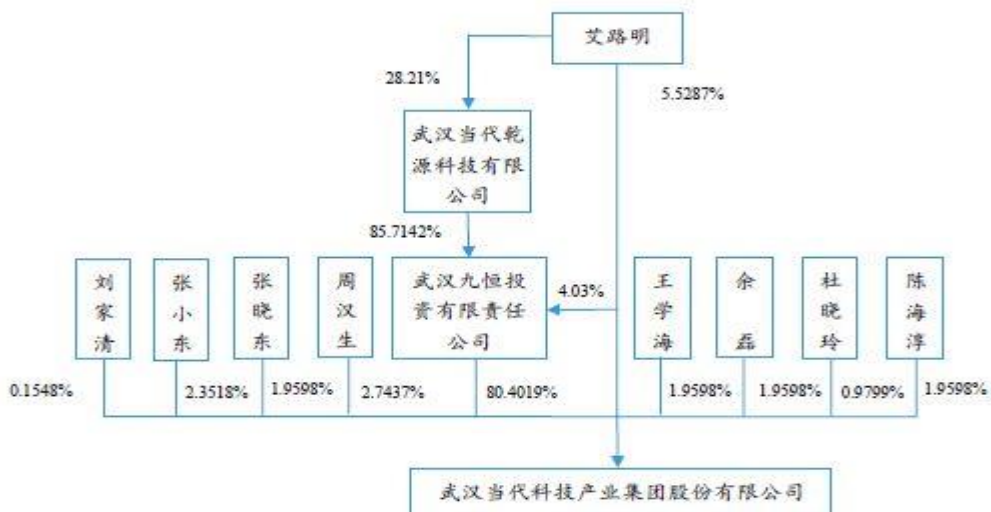 艾路明
28.21%
5.5287%
武汉当代乾
源科技有限
公司
85.7142%
刘家清
张小东
张晓东
周汉生
武汉九恒投
资有限责任
公司
4.03%
王学海
余磊
杜晓玲
陈海淳
0.1548%
2.3518%
1.9598%
2.7437%
80.4019%
1.9598%
1.9598%
0.9799%
1.9598%
武汉当代科技产业集团股份有限公司